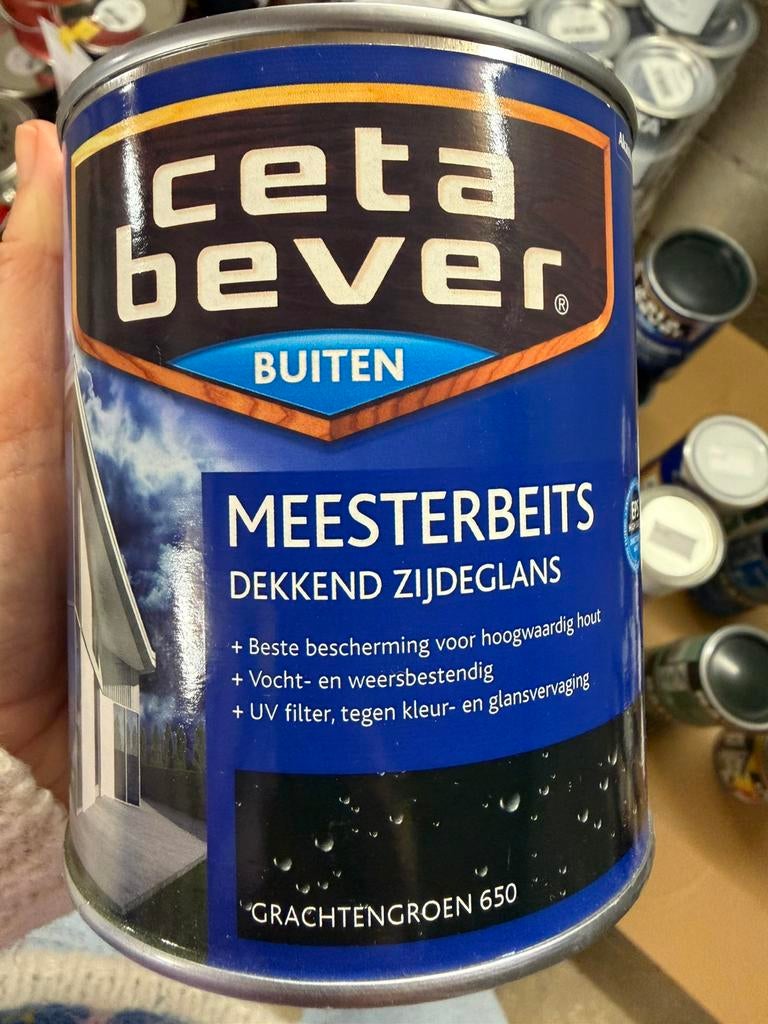 ceta
bever®
BUITEN
MEESTERBEITS
DEKKEND ZIJDEGLANS
+ Beste bescherming voor hoogwaardig hout
+ Vocht- en weersbestendig
+ UV filter, tegen kleur- en glansvervaging
GRACHTENGROEN 650